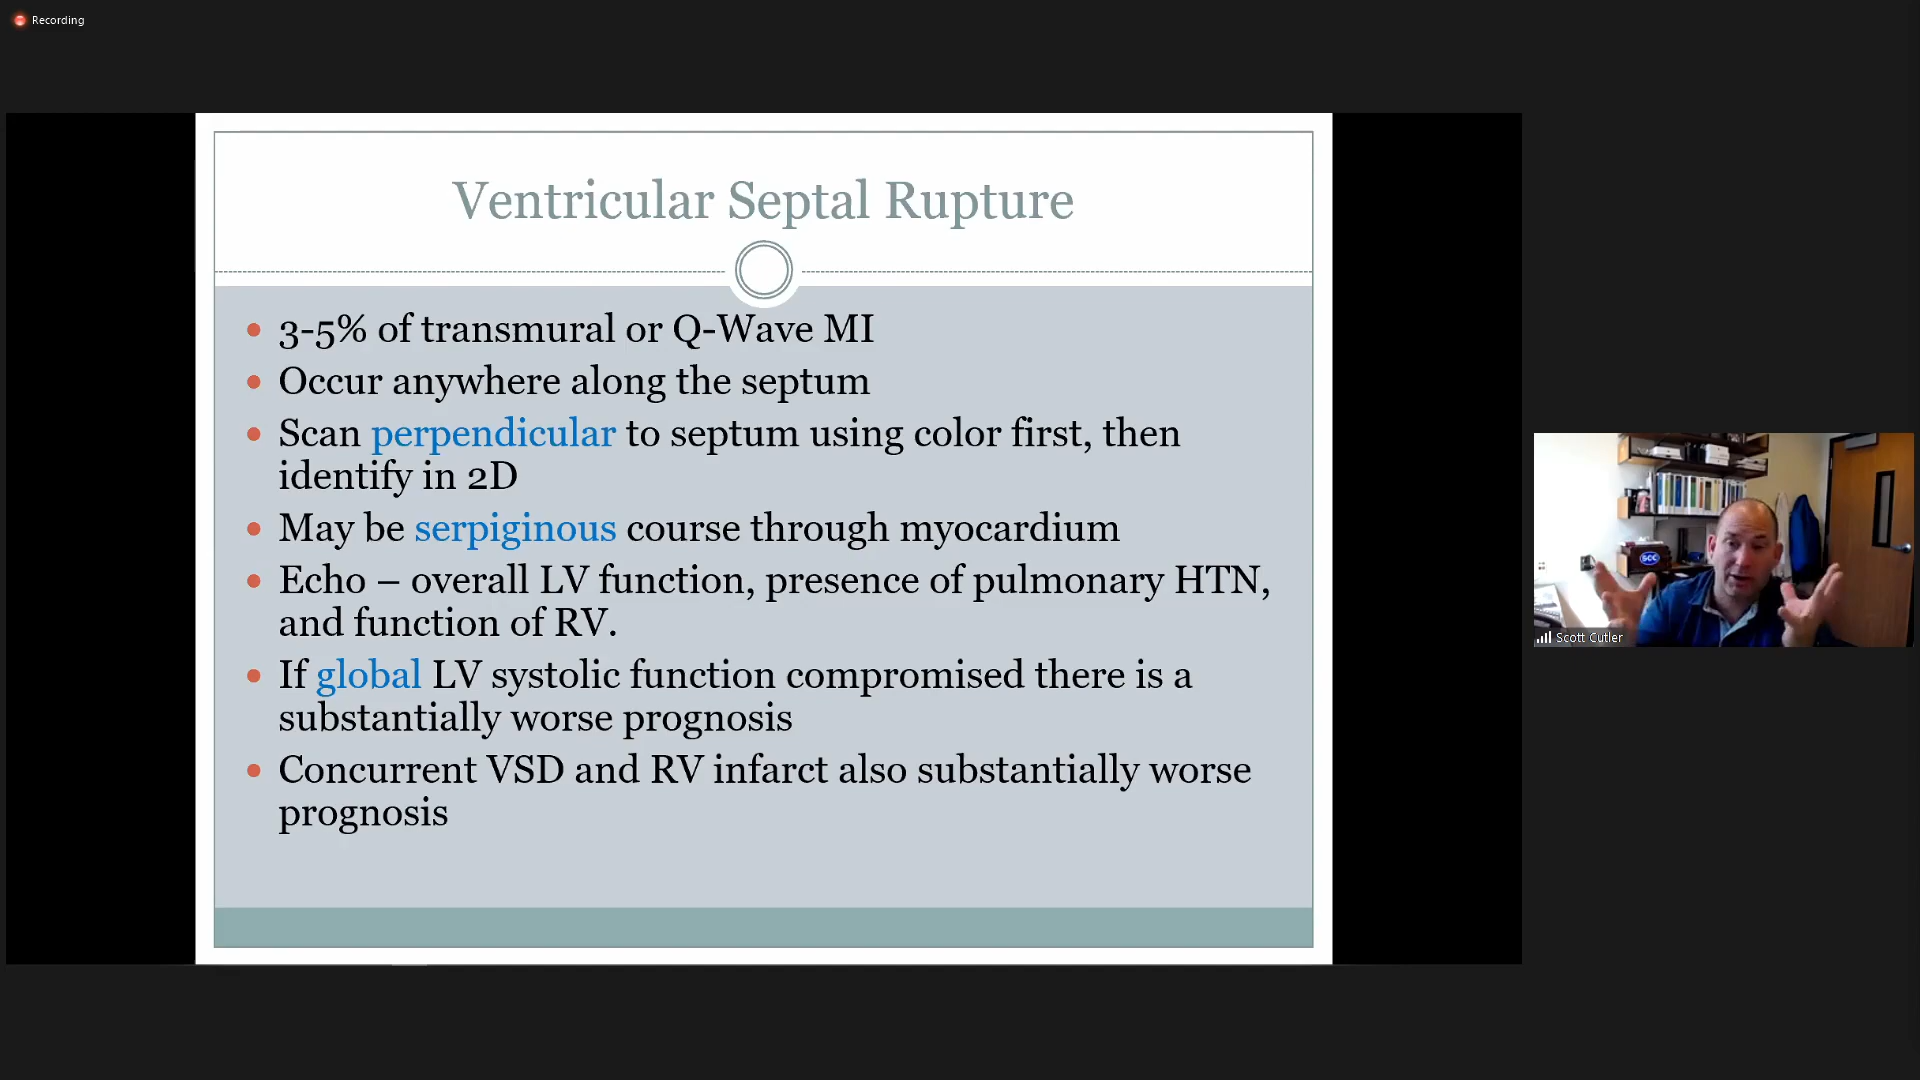 Recording
Ventricular Septal Rupture
3-5% of transmural or Q-Wave MI
Occur anywhere along the septum
Scan perpendicular to septum using color first, then
identify in 2D
May be serpiginous course through myocardium
Echo – overall LV function, presence of pulmonary HTN,
and function of RV.
If global LV systolic function compromised there is a
substantially worse prognosis
Concurrent VSD and RV infarct also substantially worse
prognosis
SCC
Scott Cutler